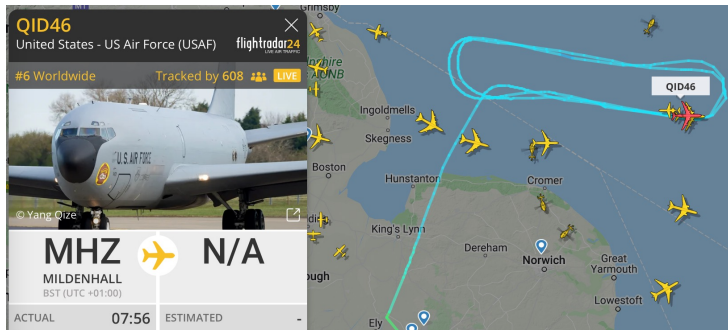 QID46
United States - US Air Force (USAF)
flightradar24
LIVE AIR TRAFFIC
#6 Worldwide
Tracked by 608
LIVE
U.S. AIR FORCE
© Yang Qize
MHZ
N/A
MILDENHALL
BST (UTC +01:00)
ACTUAL
07:56
ESTIMATED
-
Grimsby
QID46
Ingoldmells
Skegness
Boston
Hunstanton
Cromer
King's Lynn
Dereham
Norwich
Great
Yarmouth
Lowestoft
ough
Ely